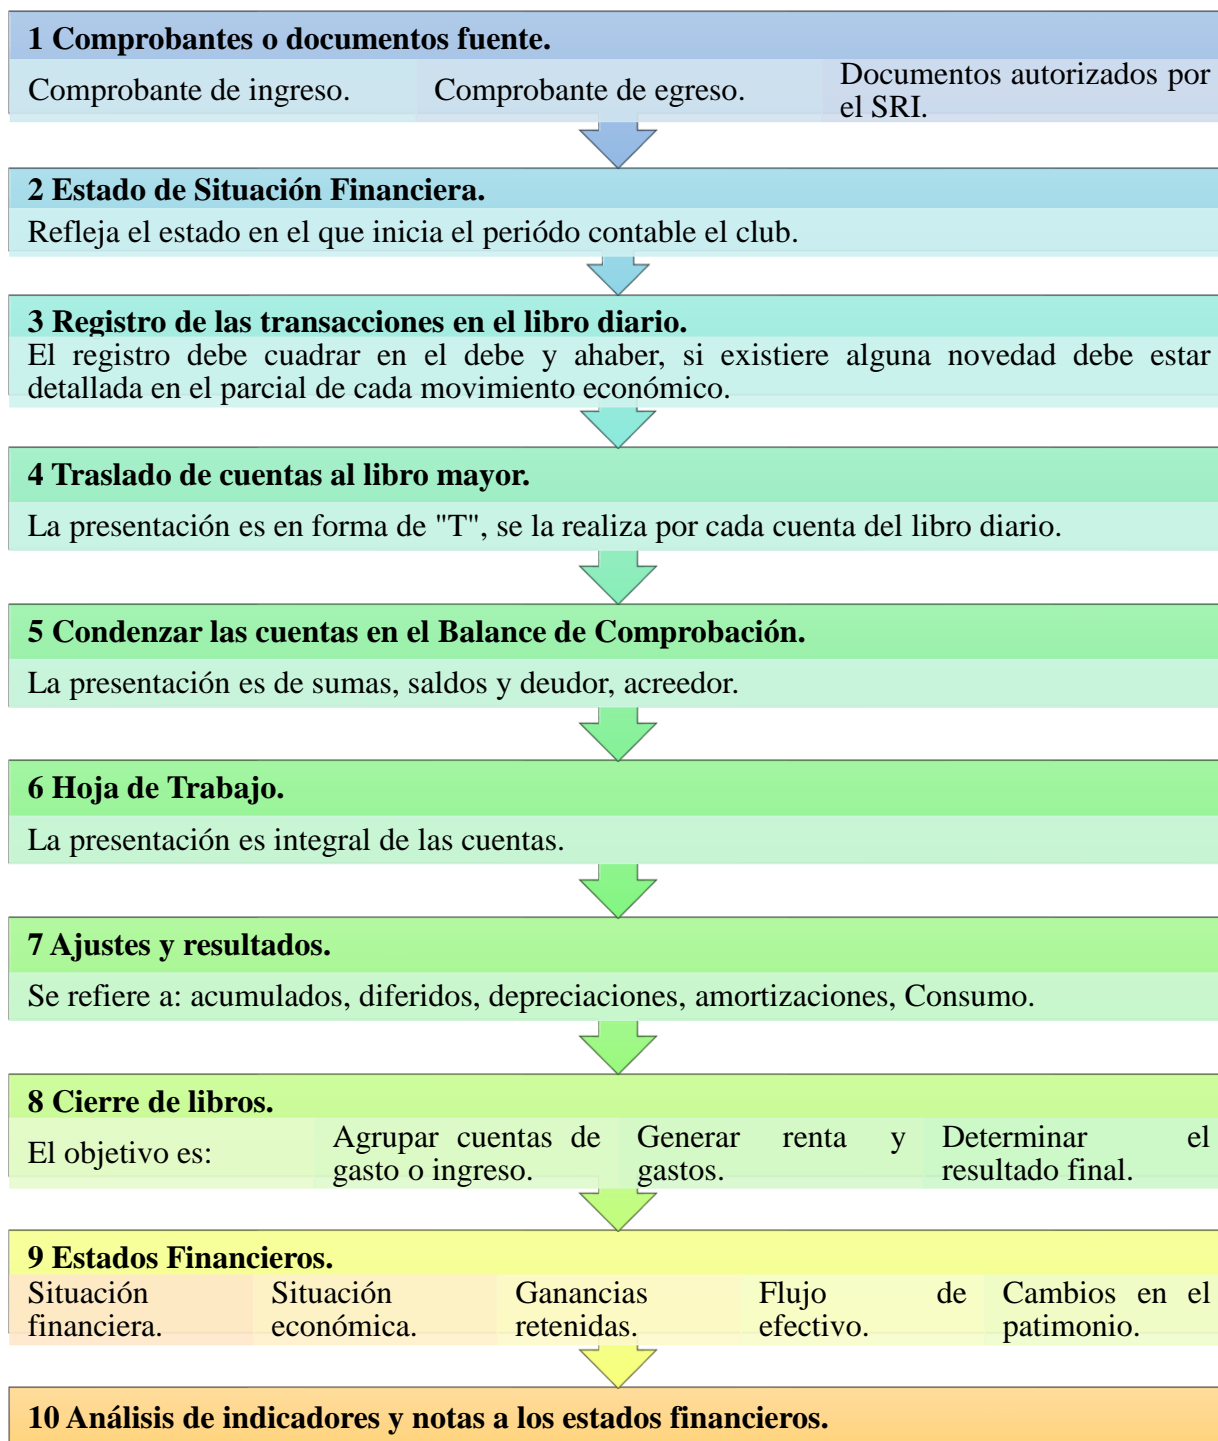 1 Comprobantes o documentos fuente.
Comprobante de ingreso.
Comprobante de egreso.
Documentos autorizados por
el SRI.
2 Estado de Situación Financiera.
Refleja el estado en el que inicia el periódo contable el club.
3 Registro de las transacciones en el libro diario.
El registro debe cuadrar en el debe y ahaber, si existiere alguna novedad debe estar
detallada en el parcial de cada movimiento económico.
4 Traslado de cuentas al libro mayor.
La presentación es en forma de "T", se la realiza por cada cuenta del libro diario.
5 Condenzar las cuentas en el Balance de Comprobación.
La presentación es de sumas, saldos y deudor, acreedor.
6 Hoja de Trabajo.
La presentación es integral de las cuentas.
7 Ajustes y resultados.
Se refiere a: acumulados, diferidos, depreciaciones, amortizaciones, Consumo.
8 Cierre de libros.
El objetivo es:
Agrupar cuentas de
gasto o ingreso.
Generar renta y
gastos.
Determinar el
resultado final.
9 Estados Financieros.
Situación
financiera.
Situación
económica.
Ganancias
retenidas.
Flujo de
efectivo.
Cambios en el
patimonio.
10 Análisis de indicadores y notas a los estados financieros.